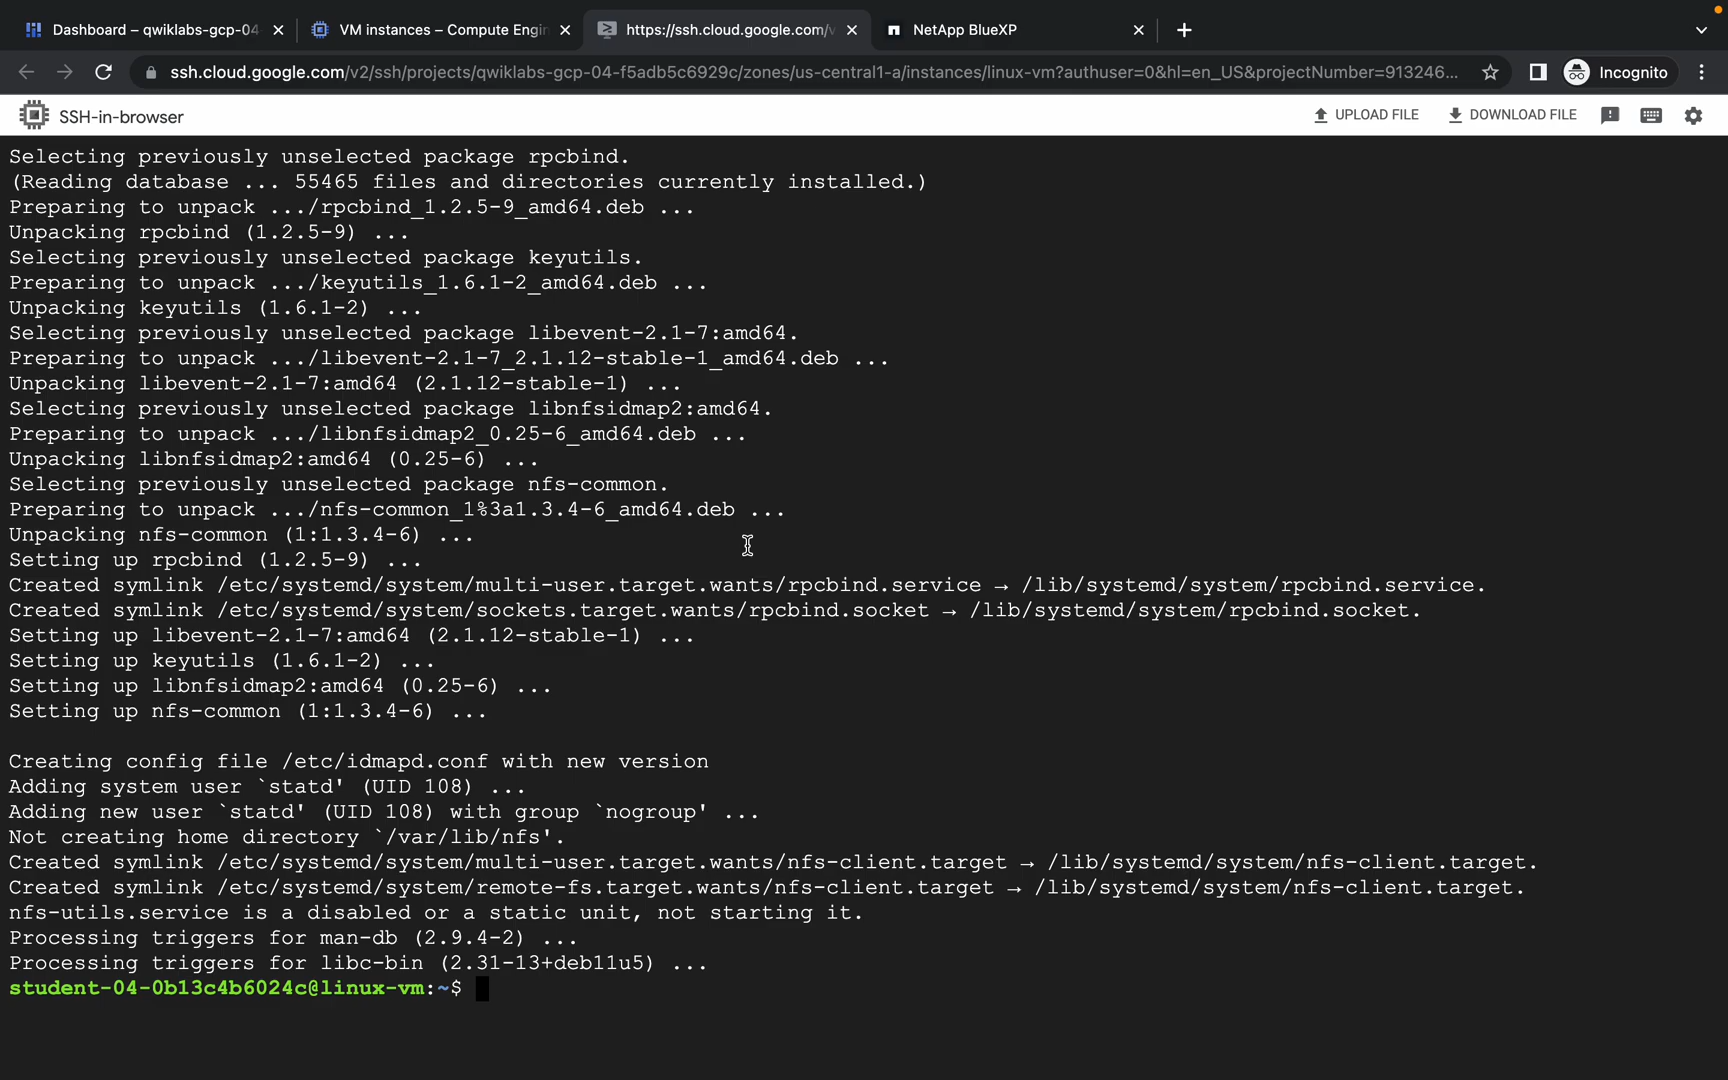 Dashboard – qwiklabs-gcp-04
VM instances – Compute Engin
https://ssh.cloud.google.com/v
NetApp BlueXP
ssh.cloud.google.com/v2/ssh/projects/qwiklabs-gcp-04-f5adb5c6929c/zones/us-central1-a/instances/linux-vm?authuser=0&hl=en_US&projectNumber=913246...
Incognito
SSH-in-browser
UPLOAD FILE
DOWNLOAD FILE
Selecting previously unselected package rpcbind.
(Reading database ... 55465 files and directories currently installed.)
Preparing to unpack .../rpcbind_1.2.5-9_amd64.deb ...
Unpacking rpcbind (1.2.5-9) ...
Selecting previously unselected package keyutils.
Preparing to unpack .../keyutils_1.6.1-2_amd64.deb ...
Unpacking keyutils (1.6.1-2) ...
Selecting previously unselected package libevent-2.1-7:amd64.
Preparing to unpack .../libevent-2.1-7_2.1.12-stable-1_amd64.deb ...
Unpacking libevent-2.1-7:amd64 (2.1.12-stable-1) ...
Selecting previously unselected package libnfsidmap2:amd64.
Preparing to unpack .../libnfsidmap2_0.25-6_amd64.deb ...
Unpacking libnfsidmap2:amd64 (0.25-6) ...
Selecting previously unselected package nfs-common.
Preparing to unpack .../nfs-common_1%3a1.3.4-6_amd64.deb ...
Unpacking nfs-common (1:1.3.4-6) ...
Setting up rpcbind (1.2.5-9) ...
Created symlink /etc/systemd/system/multi-user.target.wants/rpcbind.service → /lib/systemd/system/rpcbind.service.
Created symlink /etc/systemd/system/sockets.target.wants/rpcbind.socket → /lib/systemd/system/rpcbind.socket.
Setting up libevent-2.1-7:amd64 (2.1.12-stable-1) ...
Setting up keyutils (1.6.1-2) ...
Setting up libnfsidmap2:amd64 (0.25-6) ...
Setting up nfs-common (1:1.3.4-6) ...
Creating config file /etc/idmapd.conf with new version
Adding system user `statd' (UID 108) ...
Adding new user `statd' (UID 108) with group `nogroup' ...
Not creating home directory `/var/lib/nfs'.
Created symlink /etc/systemd/system/multi-user.target.wants/nfs-client.target → /lib/systemd/system/nfs-client.target.
Created symlink /etc/systemd/system/remote-fs.target.wants/nfs-client.target → /lib/systemd/system/nfs-client.target.
nfs-utils.service is a disabled or a static unit, not starting it.
Processing triggers for man-db (2.9.4-2) ...
Processing triggers for libc-bin (2.31-13+deb11u5) ...
student-04-0b13c4b6024c@linux-vm:~$